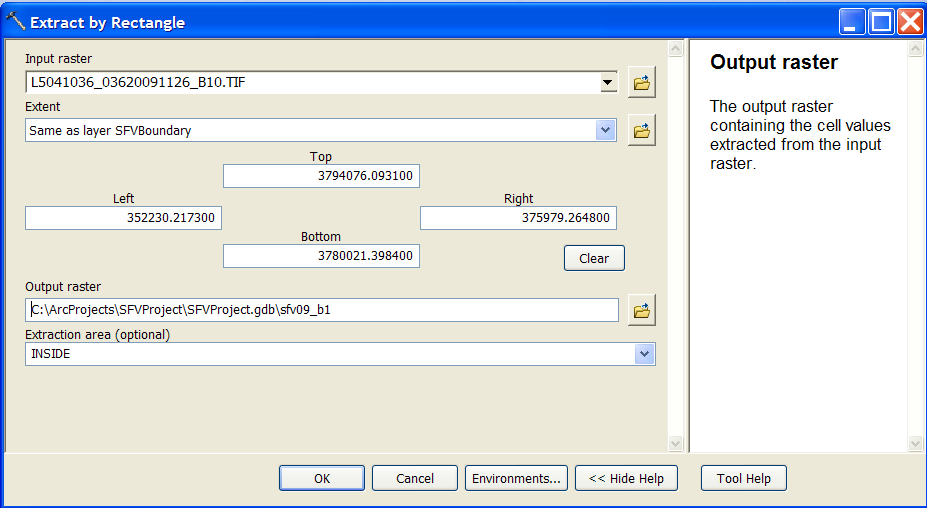 Extract by Rectangle
Input raster
L5041036_03620091126_B10.TIF
Extent
Same as layer SFVBoundary
Top
3794076.093100
Left
Right
352230.217300
375979.264800
Bottom
3780021.398400
Clear
Output raster
C:\ArcProjects\SFVProject\SFVProject.gdb\sfv09_b1
Extraction area (optional)
INSIDE
OK
Cancel
Environments...
<< Hide Help
Output raster
The output raster
containing the cell values
extracted from the input
raster.
Tool Help